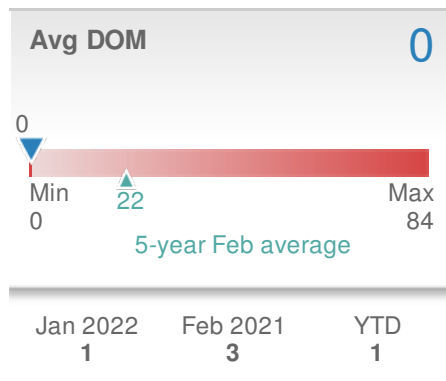 Avg DOM 0
0
Min Max
22
0 84
5-year Feb average
Jan 2022 Feb 2021 YTD
1 3 1